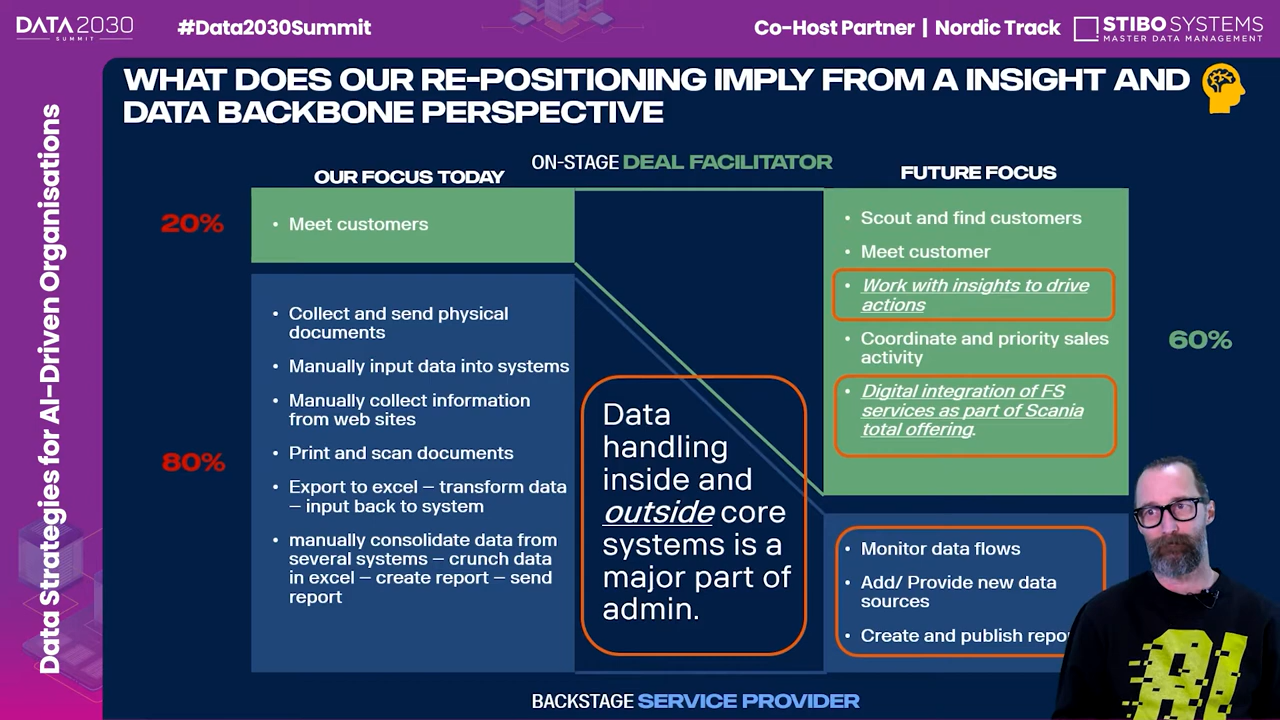 DATA2030
SUMMIT
#Data2030Summit
Co-Host Partner | Nordic Track
STIBO SYSTEMS
MASTER DATA MANAGEMENT
Data Strategies for AI-Driven Organisations
WHAT DOES OUR RE-POSITIONING IMPLY FROM A INSIGHT AND
DATA BACKBONE PERSPECTIVE
ON-STAGE DEAL FACILITATOR
OUR FOCUS TODAY
20%
• Meet customers
80%
• Collect and send physical
documents
• Manually input data into systems
• Manually collect information
from web sites
• Print and scan documents
• Export to excel – transform data
– input back to system
• manually consolidate data from
several systems – crunch data
in excel – create report – send
report
Data
handling
inside and
outside core
systems is a
major part of
admin.
FUTURE FOCUS
• Scout and find customers
• Meet customer
• Work with insights to drive
actions
• Coordinate and priority sales
activity
• Digital integration of FS
services as part of Scania
total offering.
60%
• Monitor data flows
• Add/ Provide new data
sources
• Create and publish
BACKSTAGE SERVICE PROVIDER
AI